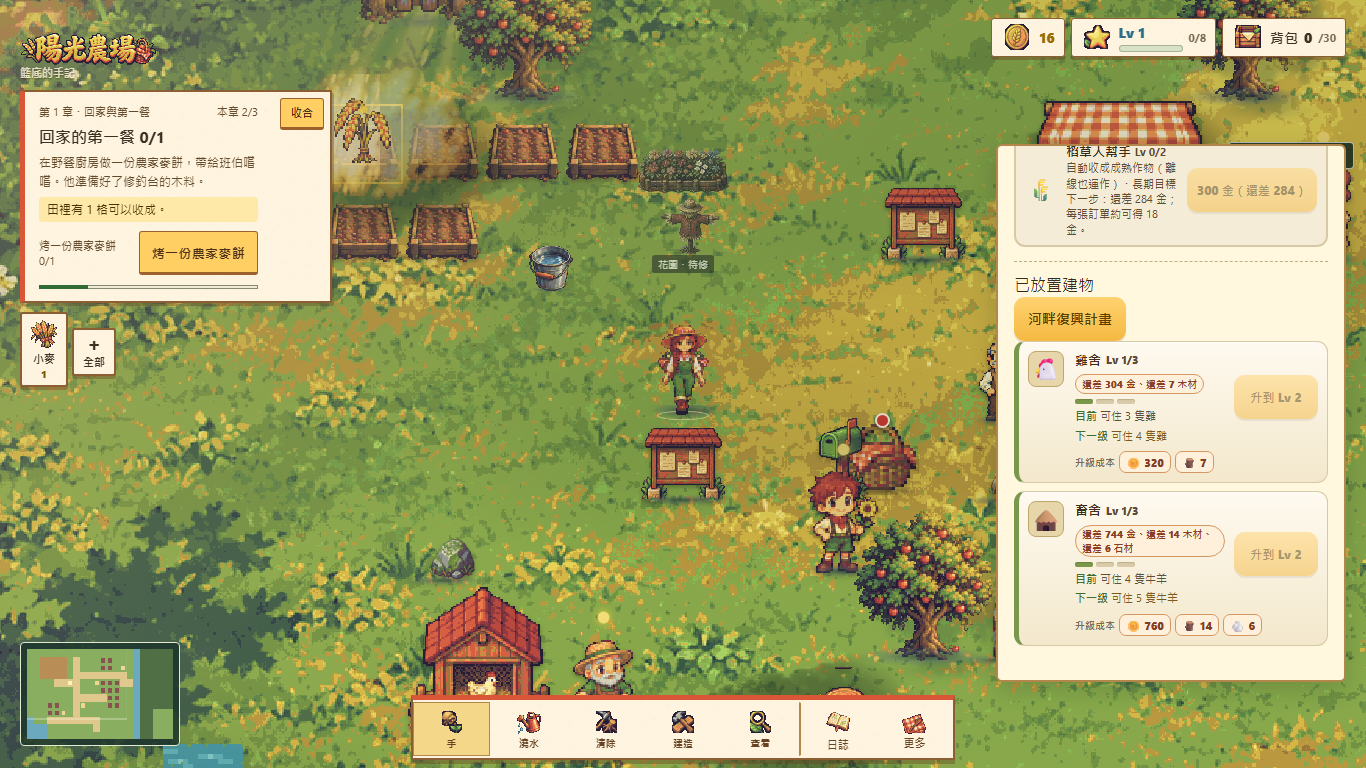 陽光農場
籃底的手記
第 1 章 · 回家與第一餐
本章 2/3
收合
回家的第一餐 0/1
在野餐廚房做一份農家麥餅，帶給班伯嚐
嚐。他準備好了修釣台的木料。
田裡有 1 格可以收成。
烤一份農家麥餅
0/1
烤一份農家麥餅
小麥
1
+
全部
16
Lv 1
0/8
背包 0 /30
花圃 · 待修
稻草人幫手 Lv 0/2
自動收成成熟作物（離
線也運作）· 長期目標
下一步：還差 284 金；
每張訂單約可得 18
金。
300 金（還差 284）
已放置建物
河畔復興計畫
雞舍 Lv 1/3
還差 304 金、還差 7 木材
目前 可住 3 隻雞
下一級 可住 4 隻雞
升級成本 320 7
升到 Lv 2
畜舍 Lv 1/3
還差 744 金、還差 14 木材、
還差 6 石材
目前 可住 4 隻牛羊
下一級 可住 5 隻牛羊
升級成本 760 14 6
升到 Lv 2
手
澆水
清除
建造
查看
日誌
更多